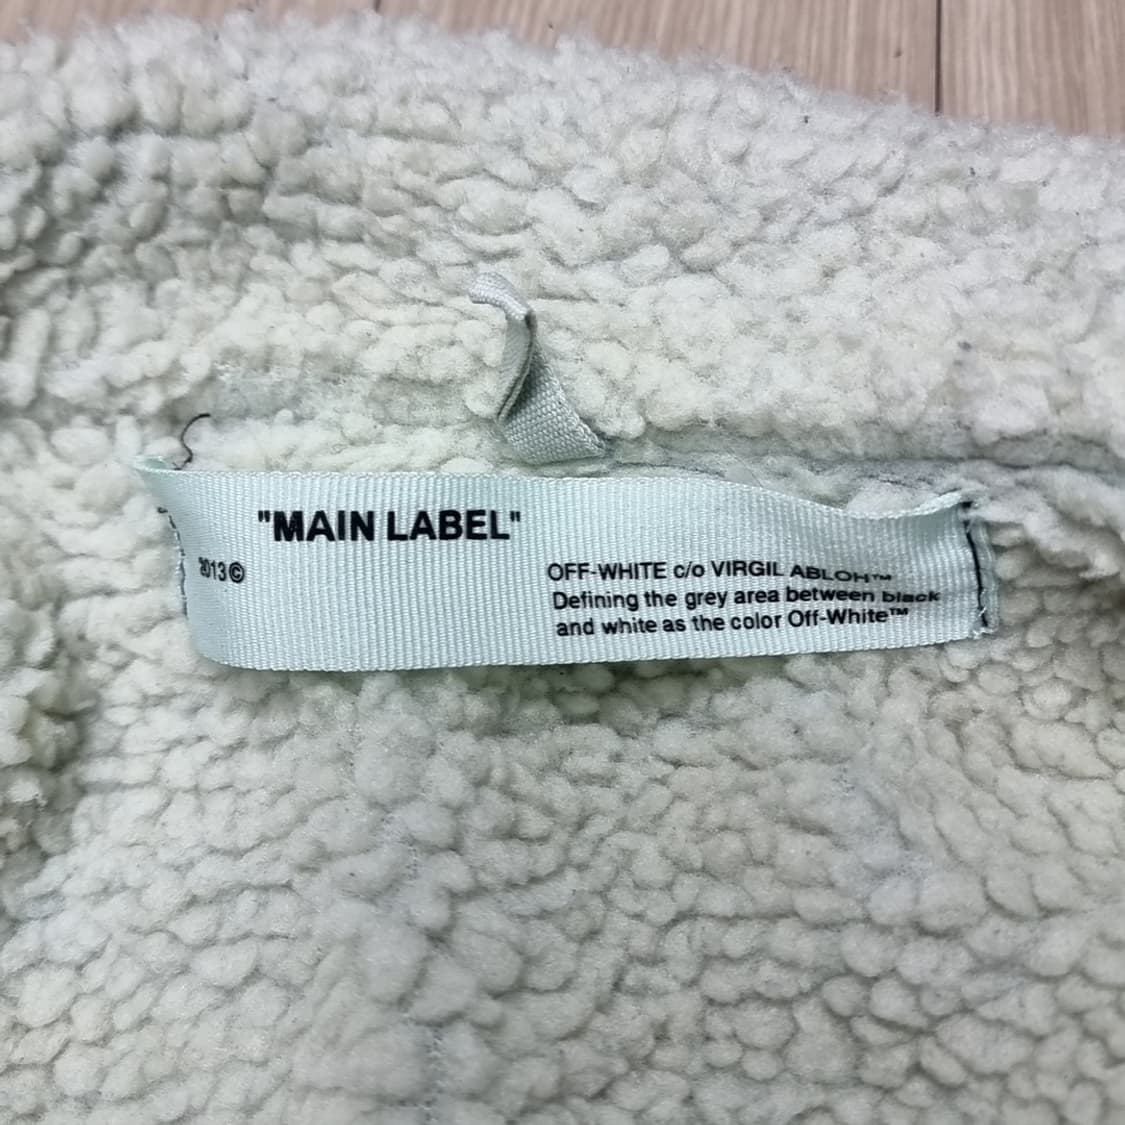 "MAIN LABEL"
2013©
OFF-WHITE c/o VIRGIL ABLOH™
Defining the grey area between black
and white as the color Off-White™